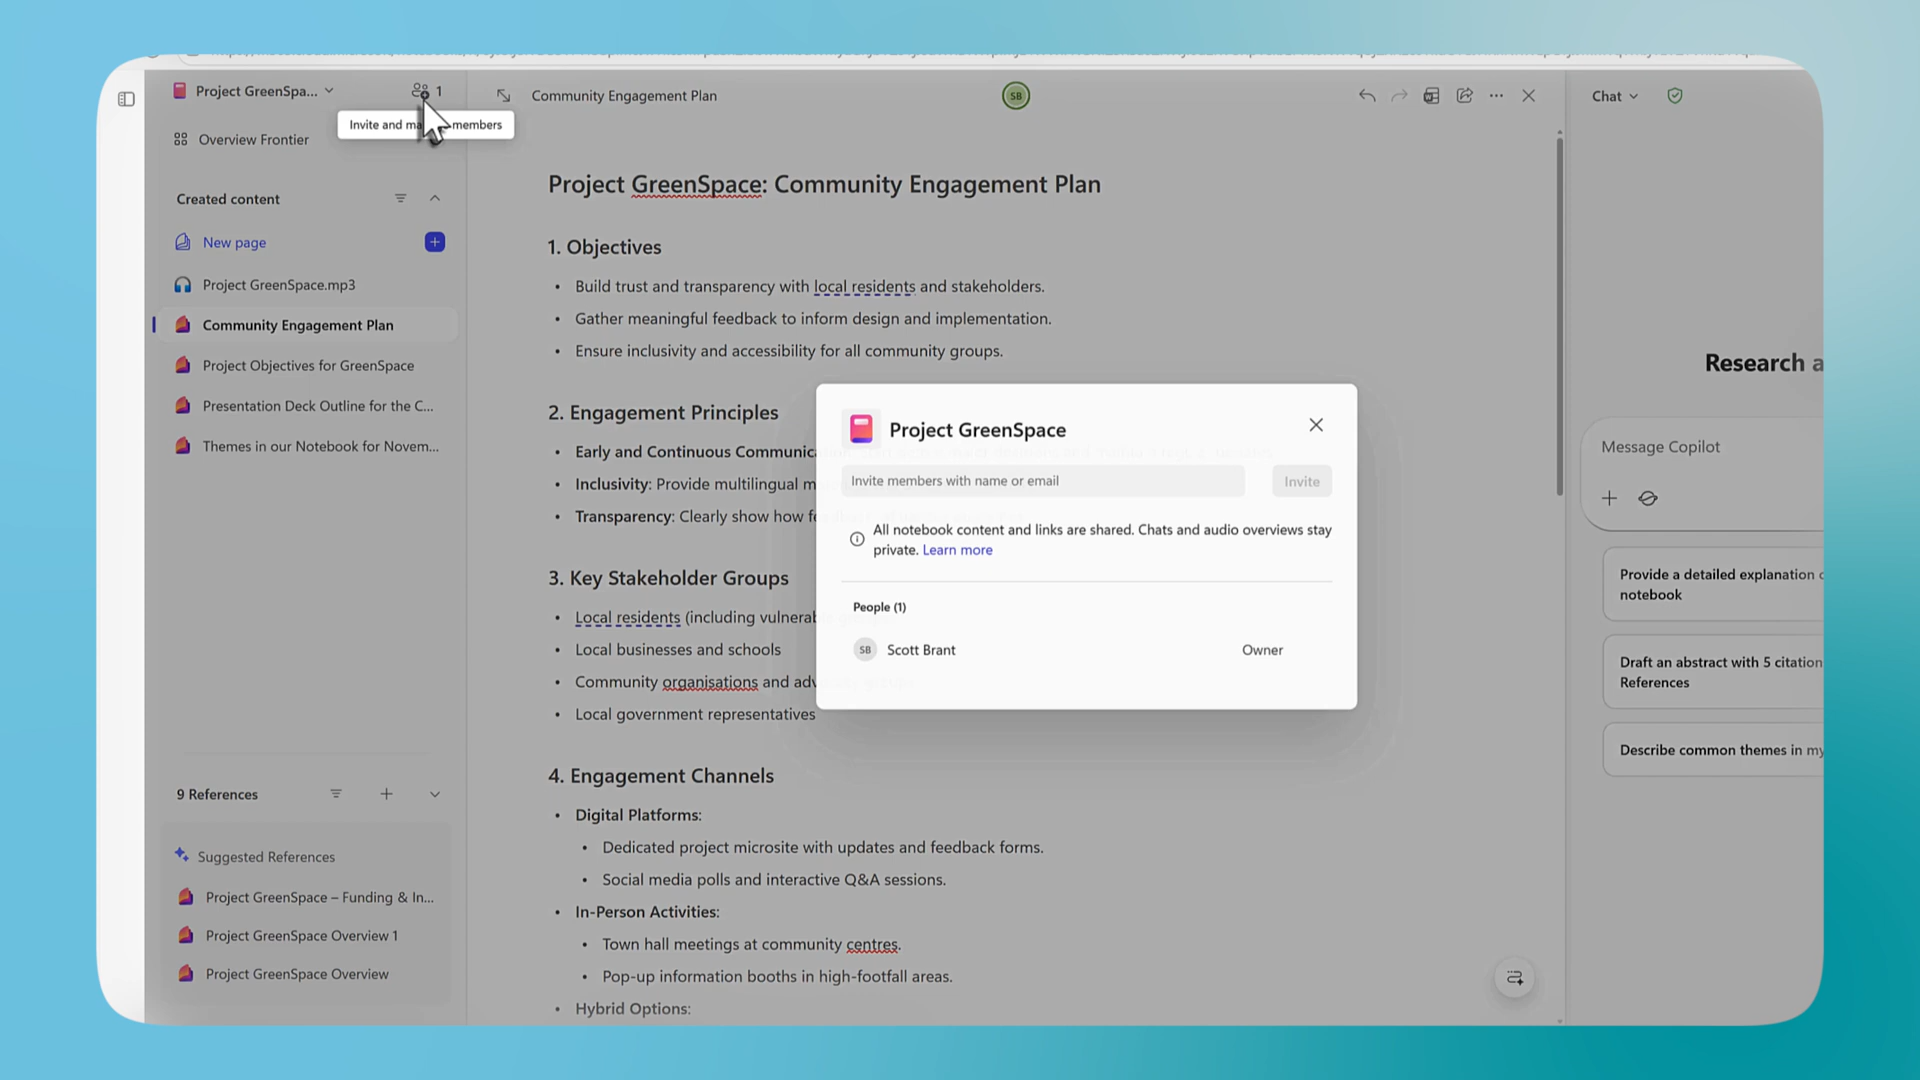 Project GreenSpa...
1
Invite and ma members
Overview Frontier
Created content
New page
Project GreenSpace.mp3
Community Engagement Plan
Project Objectives for GreenSpace
Presentation Deck Outline for the C...
Themes in our Notebook for Novem...
9 References
Suggested References
Project GreenSpace – Funding & In...
Project GreenSpace Overview 1
Project GreenSpace Overview
Community Engagement Plan
SB
Project GreenSpace: Community Engagement Plan
1. Objectives
• Build trust and transparency with local residents and stakeholders.
• Gather meaningful feedback to inform design and implementation.
• Ensure inclusivity and accessibility for all community groups.
2. Engagement Principles
• Early and Continuous Communic
• Inclusivity: Provide multilingual m
• Transparency: Clearly show how fe
3. Key Stakeholder Groups
• Local residents (including vulnerab
• Local businesses and schools
• Community organisations and adv
• Local government representatives
4. Engagement Channels
• Digital Platforms:
• Dedicated project microsite with updates and feedback forms.
• Social media polls and interactive Q&A sessions.
• In-Person Activities:
• Town hall meetings at community centres.
• Pop-up information booths in high-footfall areas.
• Hybrid Options:
Project GreenSpace
Invite members with name or email
Invite
All notebook content and links are shared. Chats and audio overviews stay
private. Learn more
People (1)
SB
Scott Brant
Owner
Chat
Research a
Message Copilot
Provide a detailed explanation o
notebook
Draft an abstract with 5 citation
References
Describe common themes in my